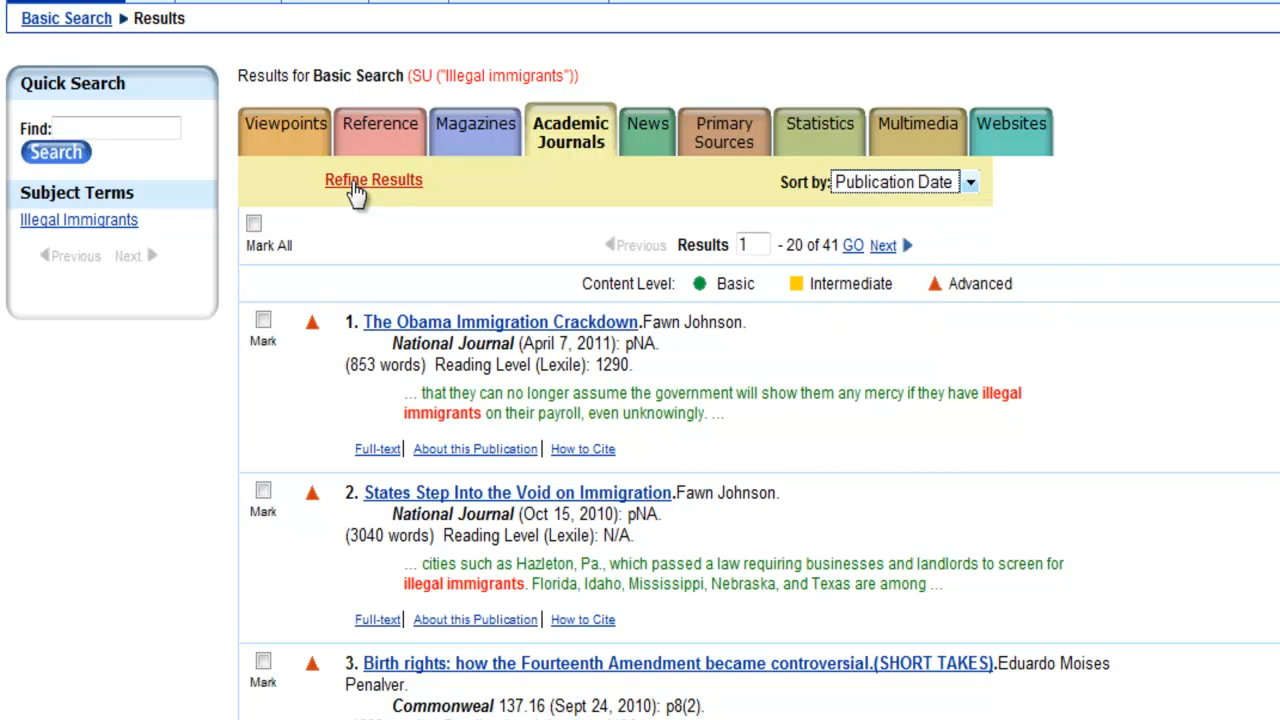 Basic Search ▶ Results
Quick Search
Find:
Search
Subject Terms
Illegal Immigrants
Previous Next
Results for Basic Search (SU ("Illegal immigrants"))
Viewpoints Reference Magazines Academic Journals News Primary Sources Statistics Multimedia Websites
Refine Results Sort by: Publication Date
Mark All
Previous Results 1 - 20 of 41 GO Next
Content Level: Basic Intermediate Advanced
Mark
1. The Obama Immigration Crackdown.Fawn Johnson.
National Journal (April 7, 2011): pNA.
(853 words) Reading Level (Lexile): 1290.
... that they can no longer assume the government will show them any mercy if they have illegal
immigrants on their payroll, even unknowingly. ...
Full-text| About this Publication| How to Cite
Mark
2. States Step Into the Void on Immigration.Fawn Johnson.
National Journal (Oct 15, 2010): pNA.
(3040 words) Reading Level (Lexile): N/A.
... cities such as Hazleton, Pa., which passed a law requiring businesses and landlords to screen for
illegal immigrants. Florida, Idaho, Mississippi, Nebraska, and Texas are among ...
Full-text| About this Publication| How to Cite
Mark
3. Birth rights: how the Fourteenth Amendment became controversial.(SHORT TAKES).Eduardo Moises
Penalver.
Commonweal 137.16 (Sept 24, 2010): p8(2).